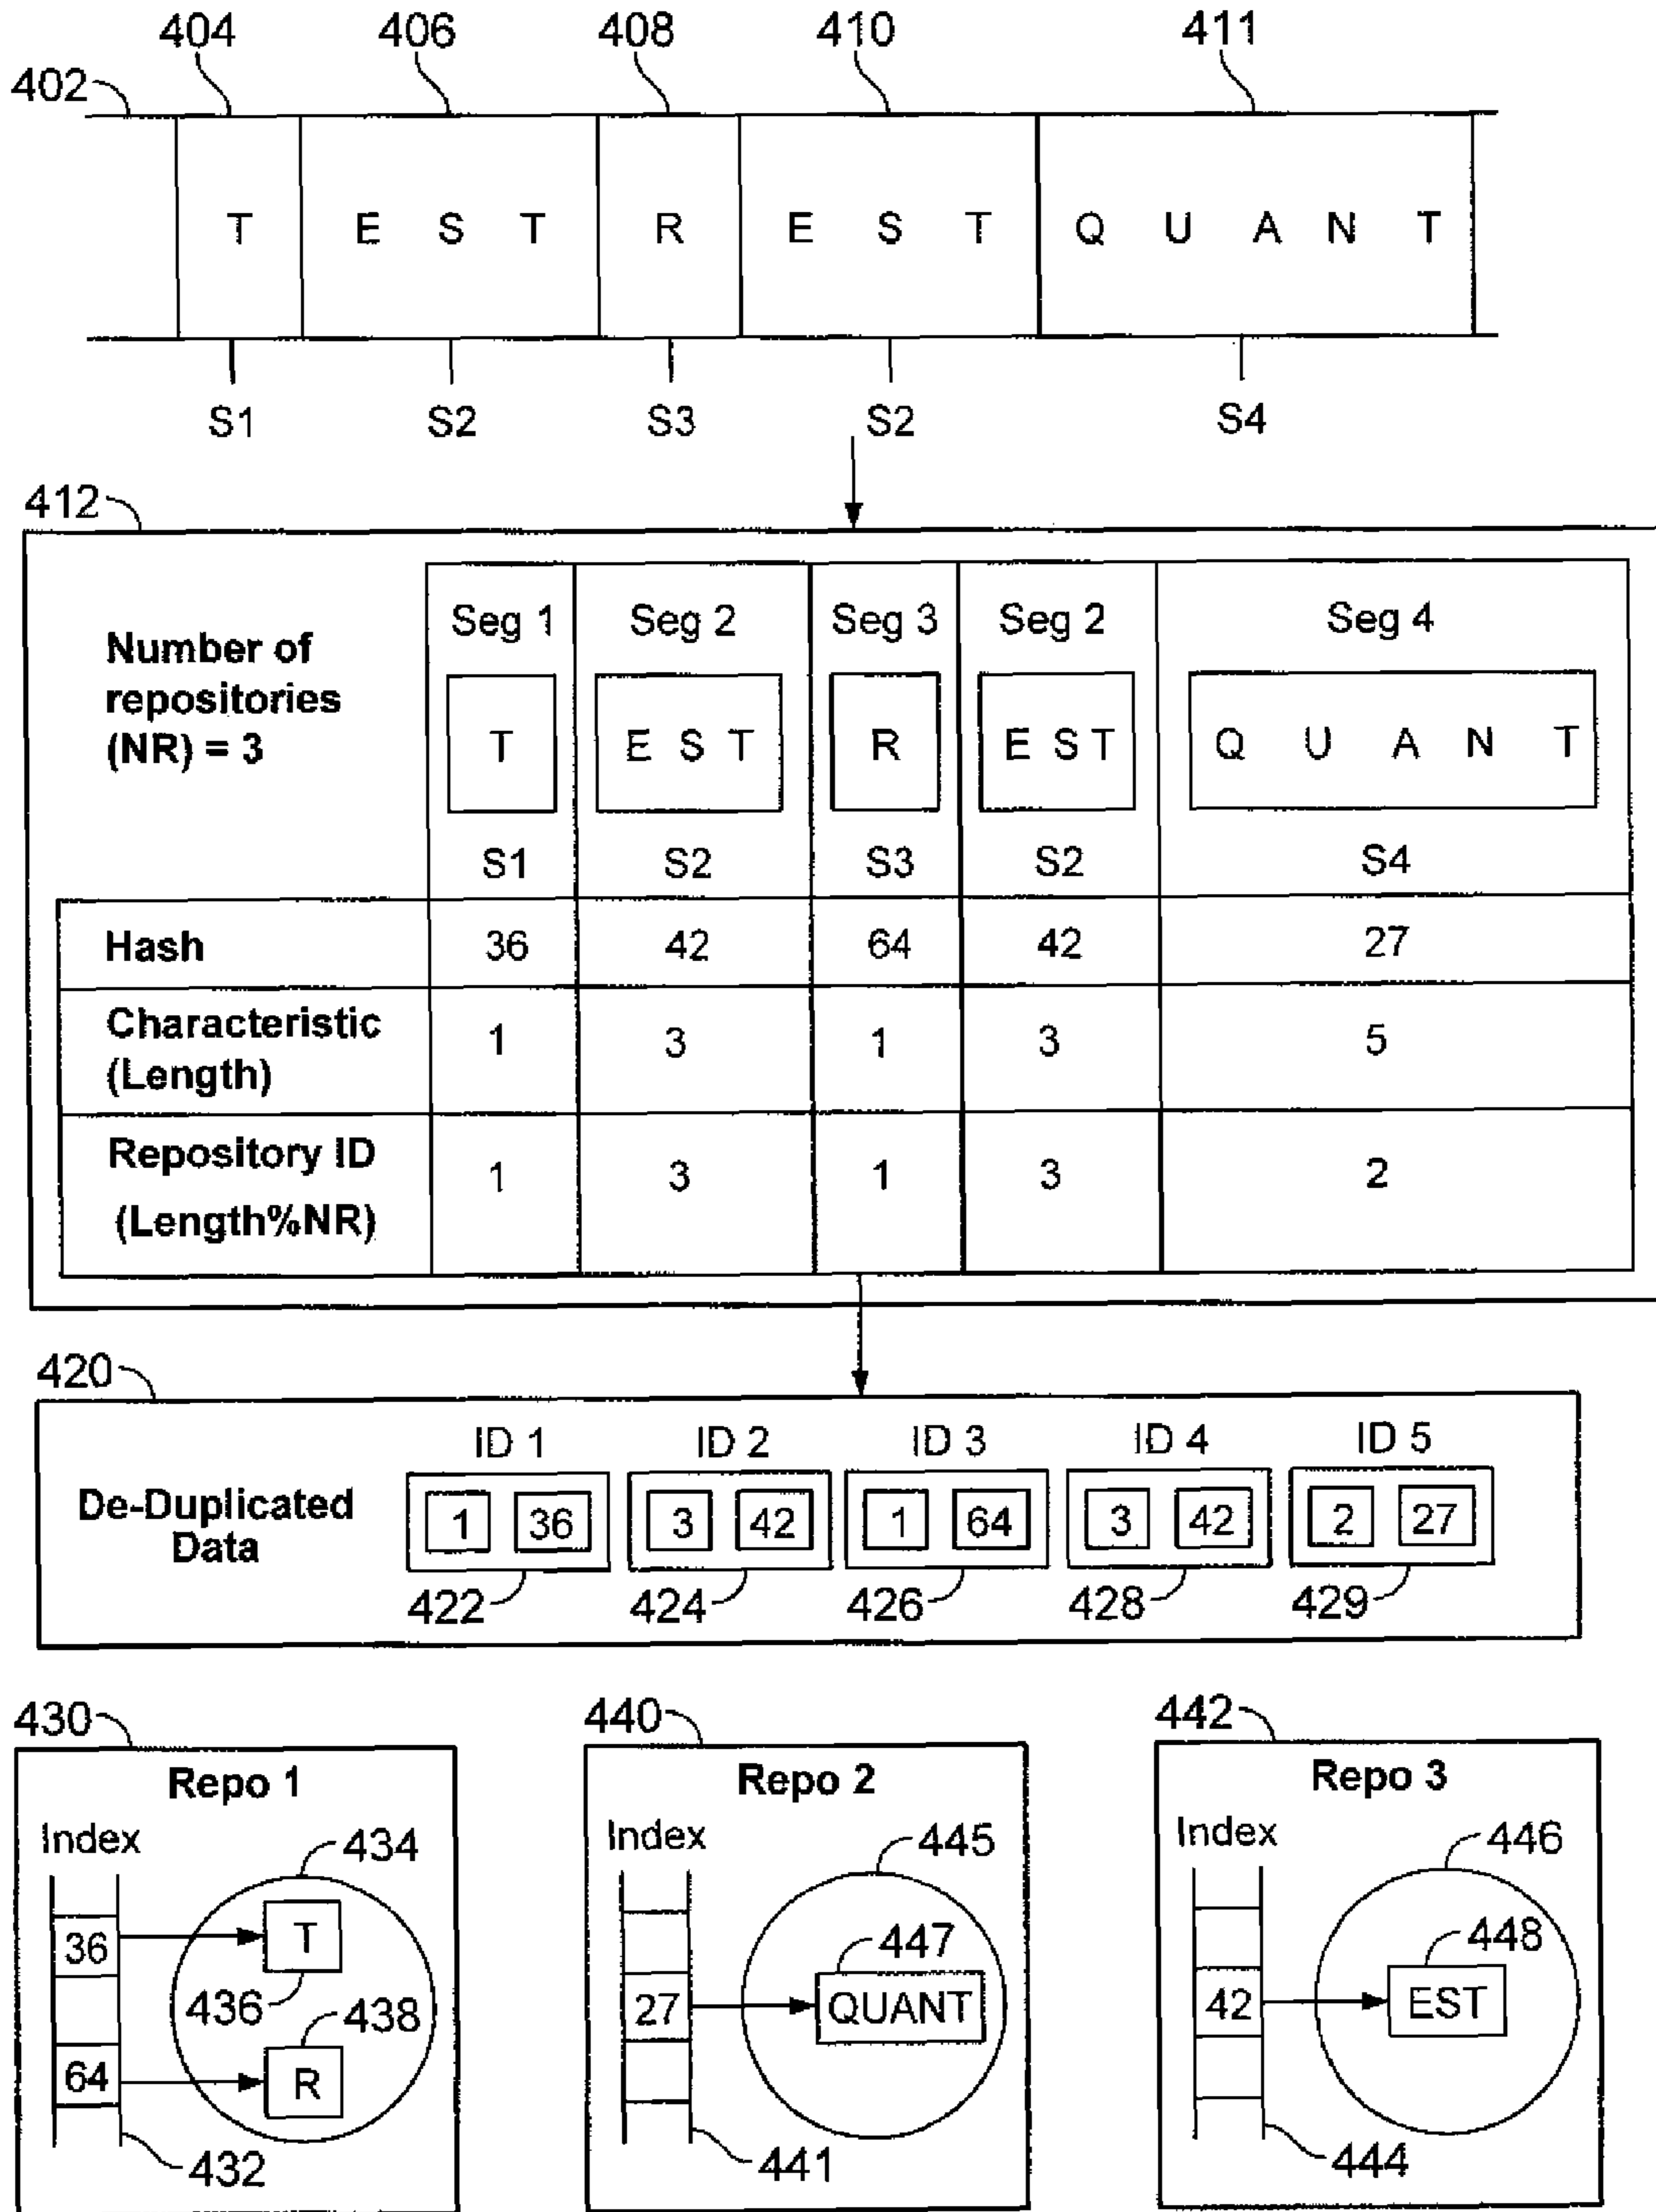 404 406 408 410 411
402
T E S T R E S T Q U A N T
S1 S2 S3 S2 S4
412
Number of
repositories
(NR) = 3
Seg 1 Seg 2 Seg 3 Seg 2 Seg 4
T E S T R E S T Q U A N T
S1 S2 S3 S2 S4
Hash 36 42 64 42 27
Characteristic
(Length)
1 3 1 3 5
Repository ID
(Length%NR)
1 3 1 3 2
420
ID 1 ID 2 ID 3 ID 4 ID 5
De-Duplicated
Data
1 36 3 42 1 64 3 42 2 27
422 424 426 428 429
430
Repo 1
Index
434
36
T
436
438
64
R
432
440
Repo 2
Index
445
447
27
QUANT
441
442
Repo 3
Index
446
448
42
EST
444